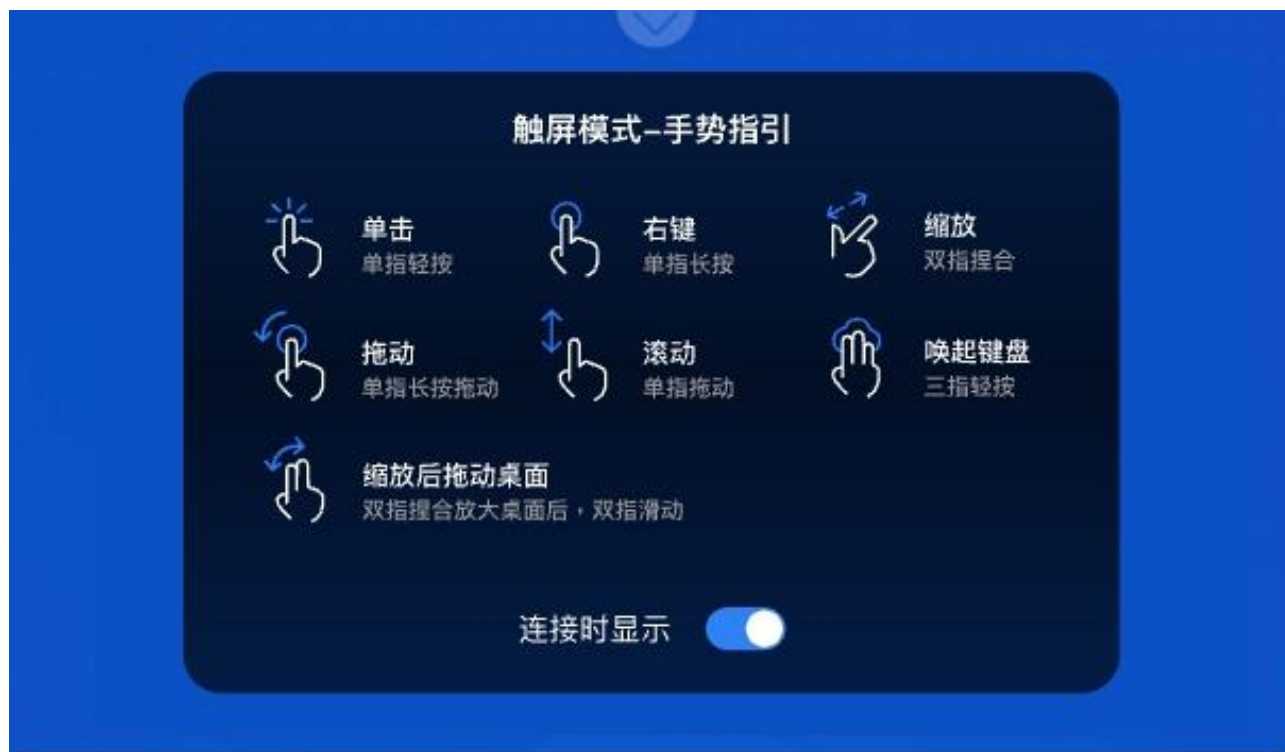 触屏模式-手势指引
单击
单指轻按
右键
单指长按
缩放
双指捏合
拖动
单指长按拖动
滚动
单指拖动
唤起键盘
三指轻按
缩放后拖动桌面
双指捏合放大桌面后，双指滑动
连接时显示